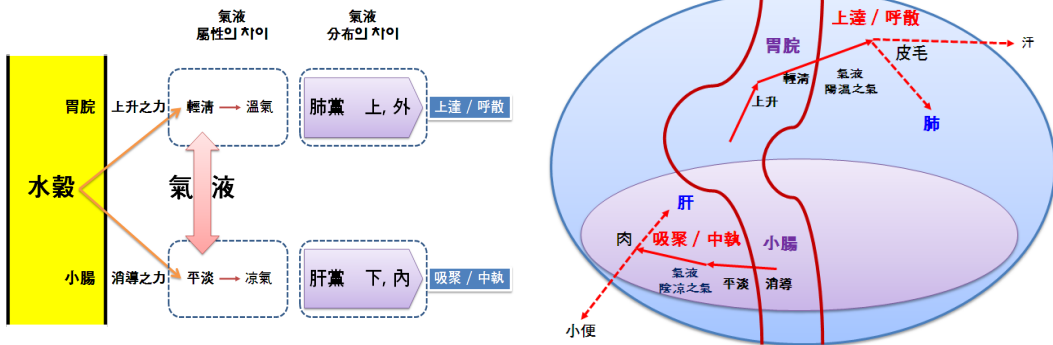 氣液
屬性의 차이
氣液
分布의 차이
胃脘
上升之力
輕淸
溫氣
肺黨 上, 外
上達 / 呼散
水穀
氣液
小腸
消導之力
平淡
凉氣
肝黨 下, 內
吸聚 / 中執
上達 / 呼散
胃脘
汗
皮毛
輕淸
氣液
陽溫之氣
上升
肺
肝
肉
吸聚 / 中執
小腸
氣液
陰凉之氣
平淡
消導
小便